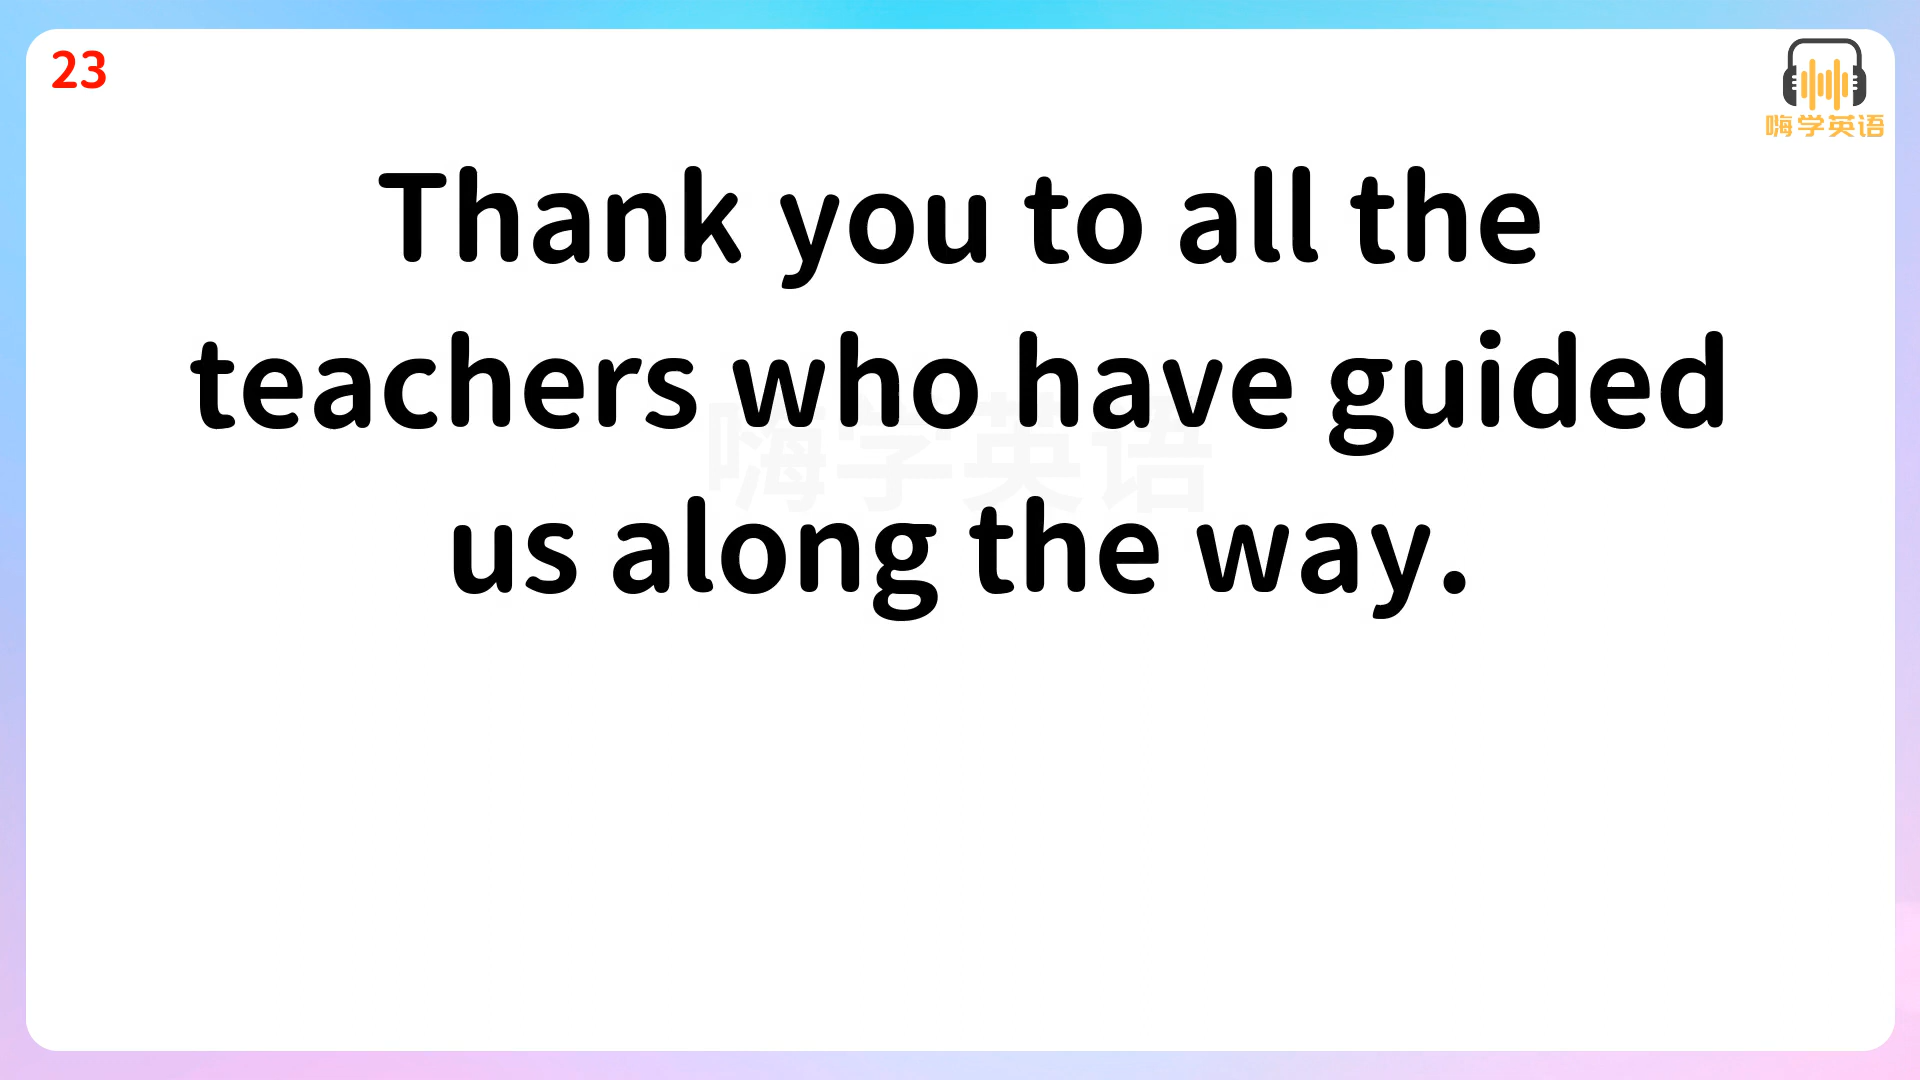 23
嗨学英语
Thank you to all the
teachers who have guided
嗨学英语
us along the way.